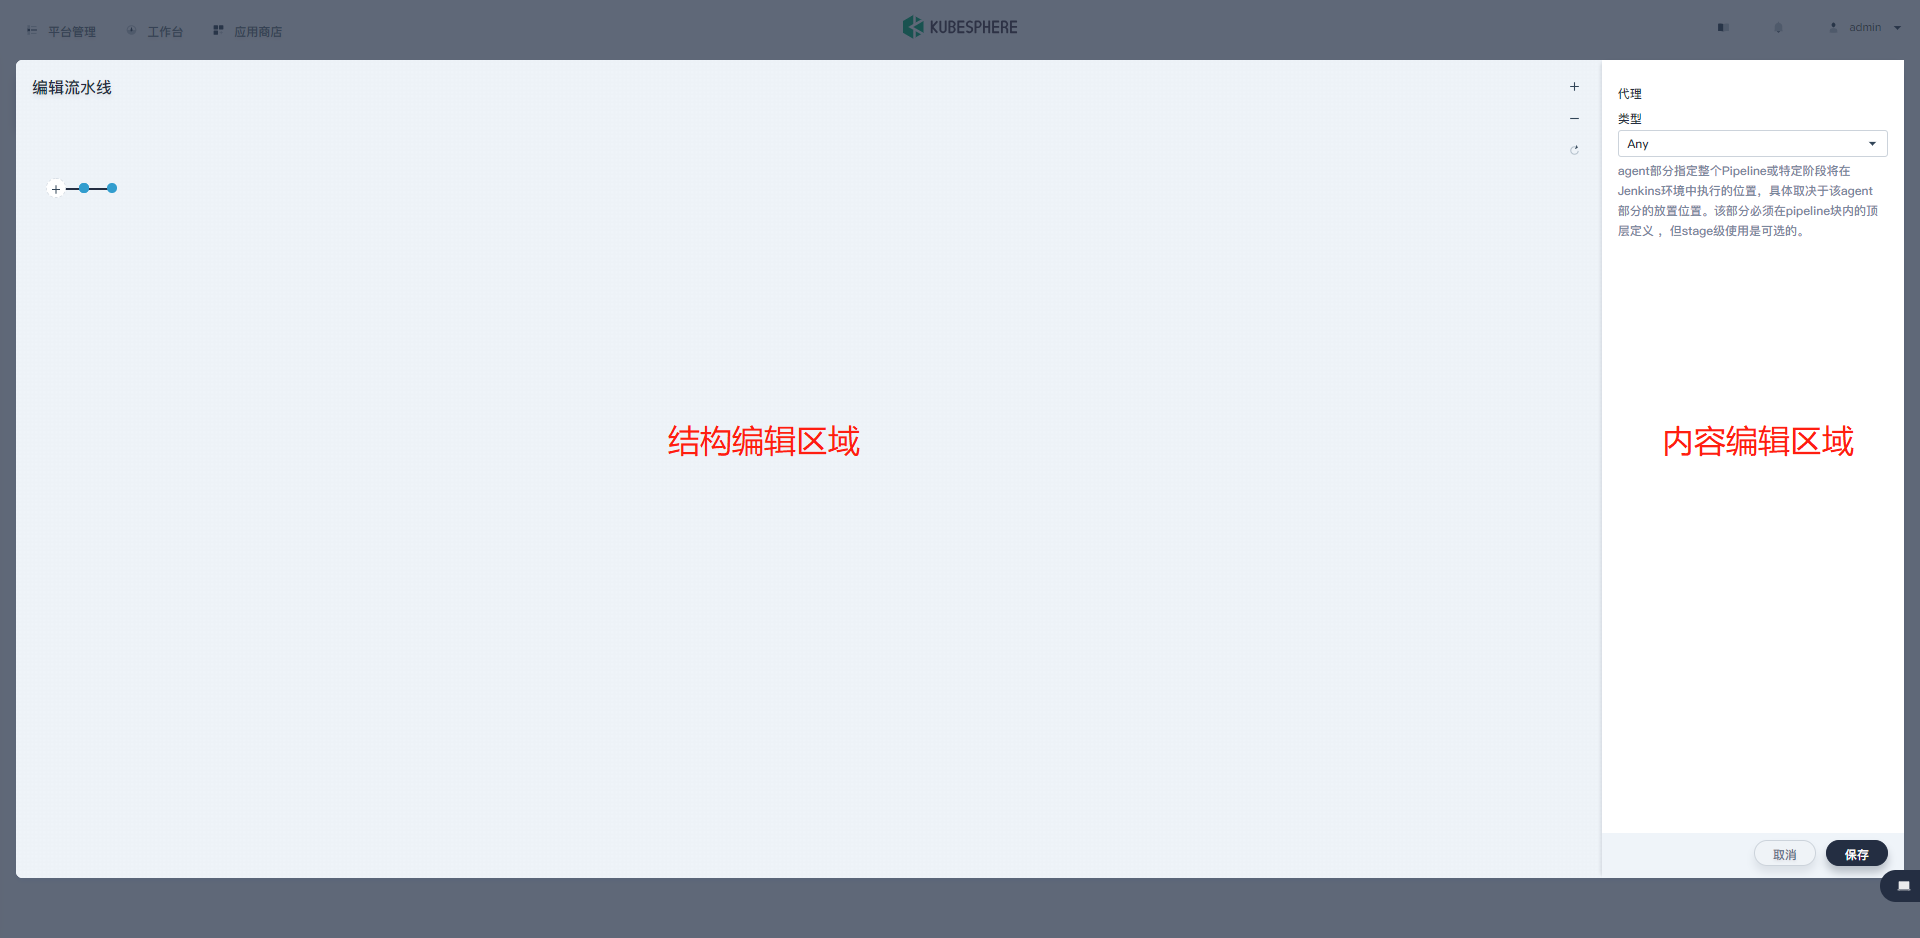 平台管理 工作台 应用商店 KUBESPHERE admin
编辑流水线
代理
类型
Any
agent部分指定整个Pipeline或特定阶段将在
Jenkins环境中执行的位置，具体取决于该agent
部分的放置位置。该部分必须在pipeline块内的顶
层定义 ，但stage级使用是可选的。
结构编辑区域
内容编辑区域
取消 保存